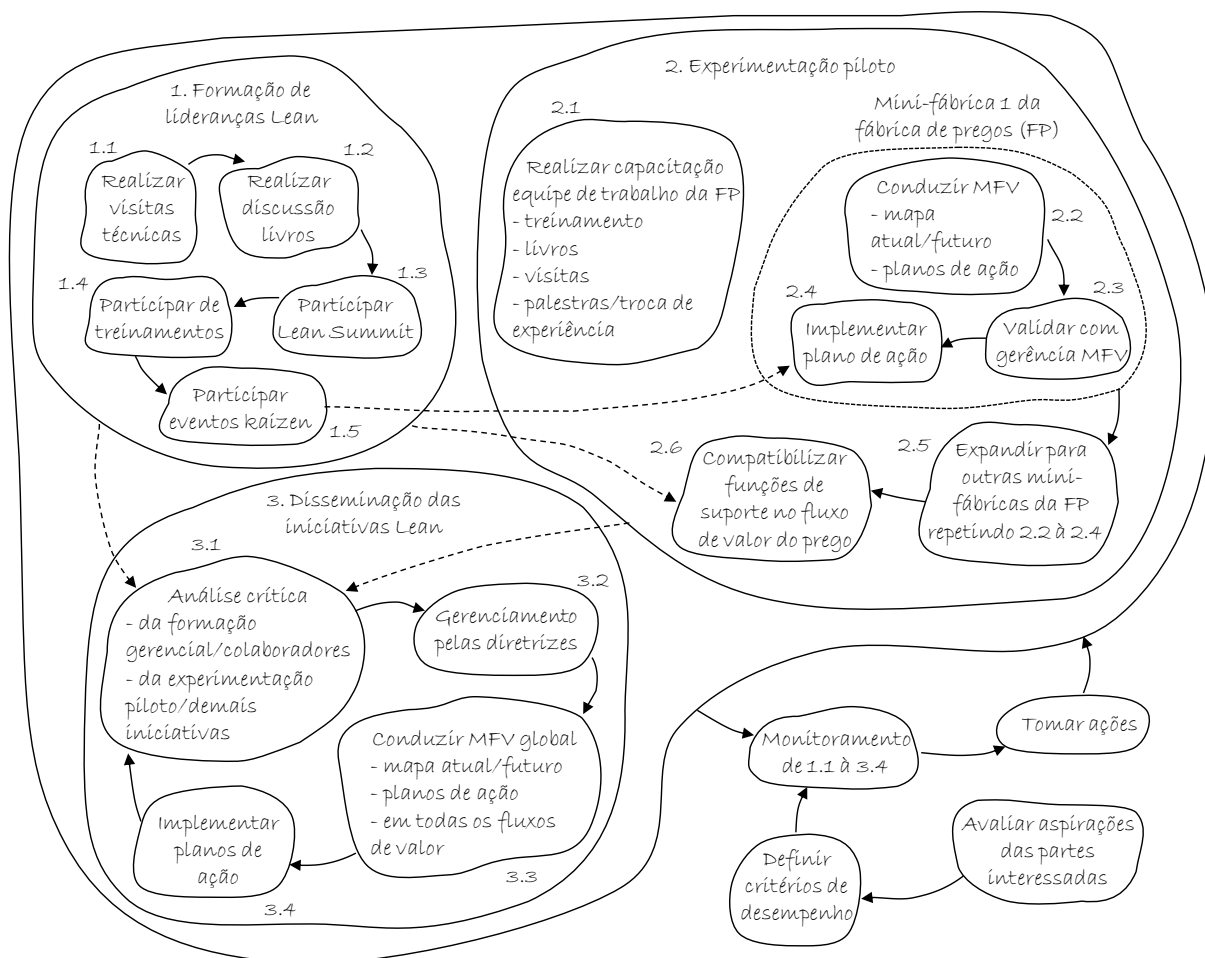 1. Formação de
lideranças Lean
1.1
Realizar
visitas
técnicas
1.2
Realizar
discussão
livros
1.3
Participar
Lean Summit
1.4
Participar de
treinamentos
Participar
eventos kaizen
1.5
2. Experimentação piloto
2.1
Realizar capacitação
equipe de trabalho da FP
- treinamento
- livros
- visitas
- palestras/troca de
experiência
Mini-fábrica 1 da
fábrica de pregos (FP)
Conduzir MFV
- mapa
atual/futuro
- planos de ação
2.2
2.3
Validar com
gerência MFV
2.4
Implementar
plano de ação
2.5
Expandir para
outras mini-
fábricas da FP
repetindo 2.2 à 2.4
2.6
Compatibilizar
funções de
suporte no fluxo
de valor do prego
3. Disseminação das
iniciativas Lean
3.1
Análise crítica
- da formação
gerencial/colaboradores
- da experimentação
piloto/demais
iniciativas
3.2
Gerenciamento
pelas diretrizes
Conduzir MFV global
- mapa atual/futuro
- planos de ação
- em todas os fluxos
de valor
3.3
Implementar
planos de
ação
3.4
Monitoramento
de 1.1 à 3.4
Tomar ações
Definir
critérios de
desempenho
Avaliar aspirações
das partes
interessadas